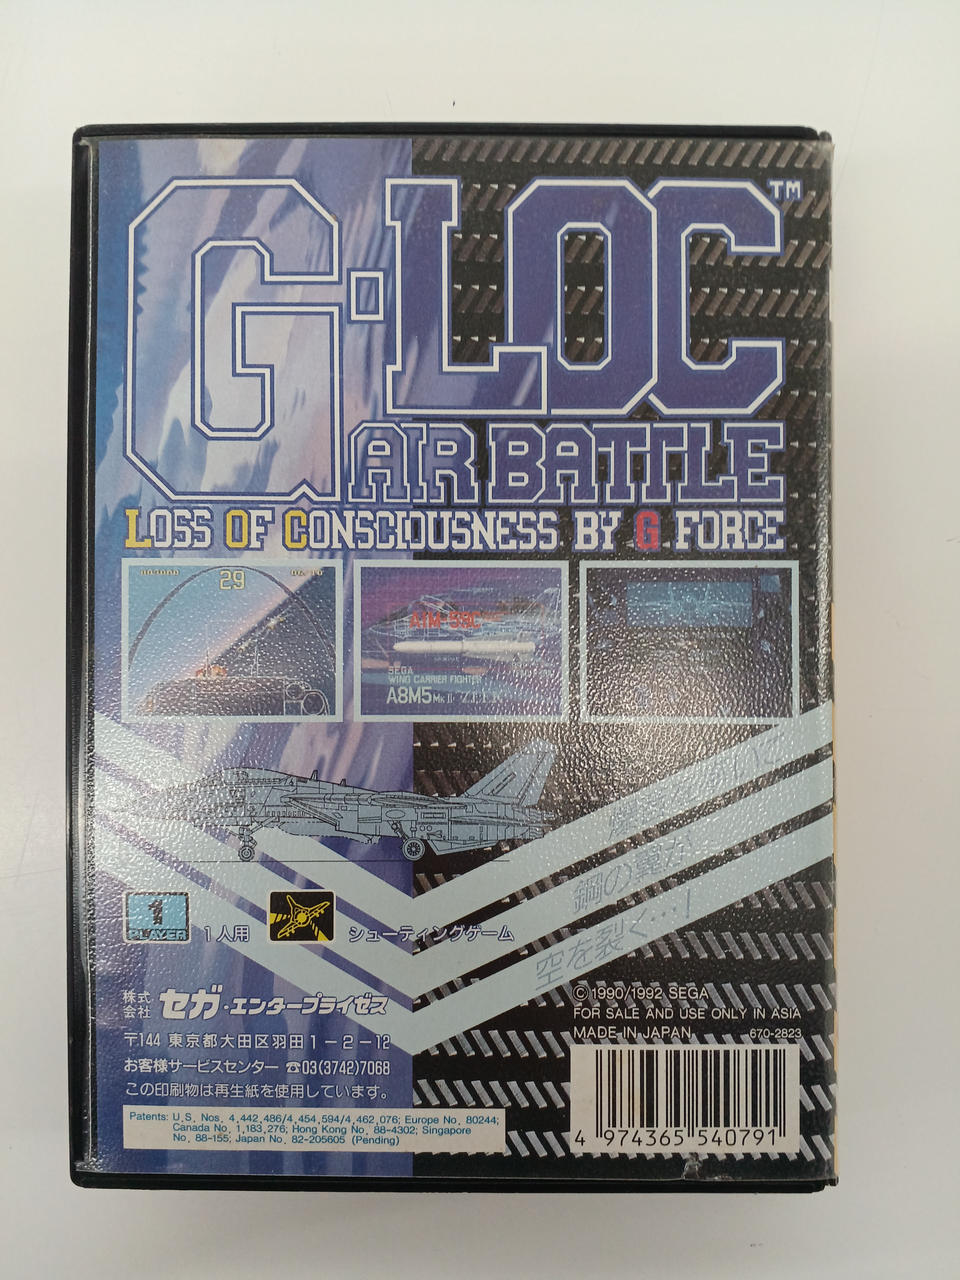 G-LOC™
AIR BATTLE
LOSS OF CONSCIOUSNESS BY G FORCE
29
AIM-59C
SEGA
WING CARRIER FIGHTER
A8M5 Mk II ZEEK
鋼の翼が
空を裂く…!
1
PLAYER
1人用
シューティングゲーム
株式会社 セガ・エンタープライゼス
〒144 東京都大田区羽田1-2-12
お客様サービスセンター ☎03(3742)7068
この印刷物は再生紙を使用しています。
Patents: U.S. Nos. 4,442,486/4,454,594/4,462,076; Europe No. 80244;
Canada No. 1,183,276; Hong Kong No. 88-4302; Singapore
No. 88-155; Japan No. 82-205605 (Pending)
© 1990/1992 SEGA
FOR SALE AND USE ONLY IN ASIA
MADE IN JAPAN 670-2823
4 974365 540791